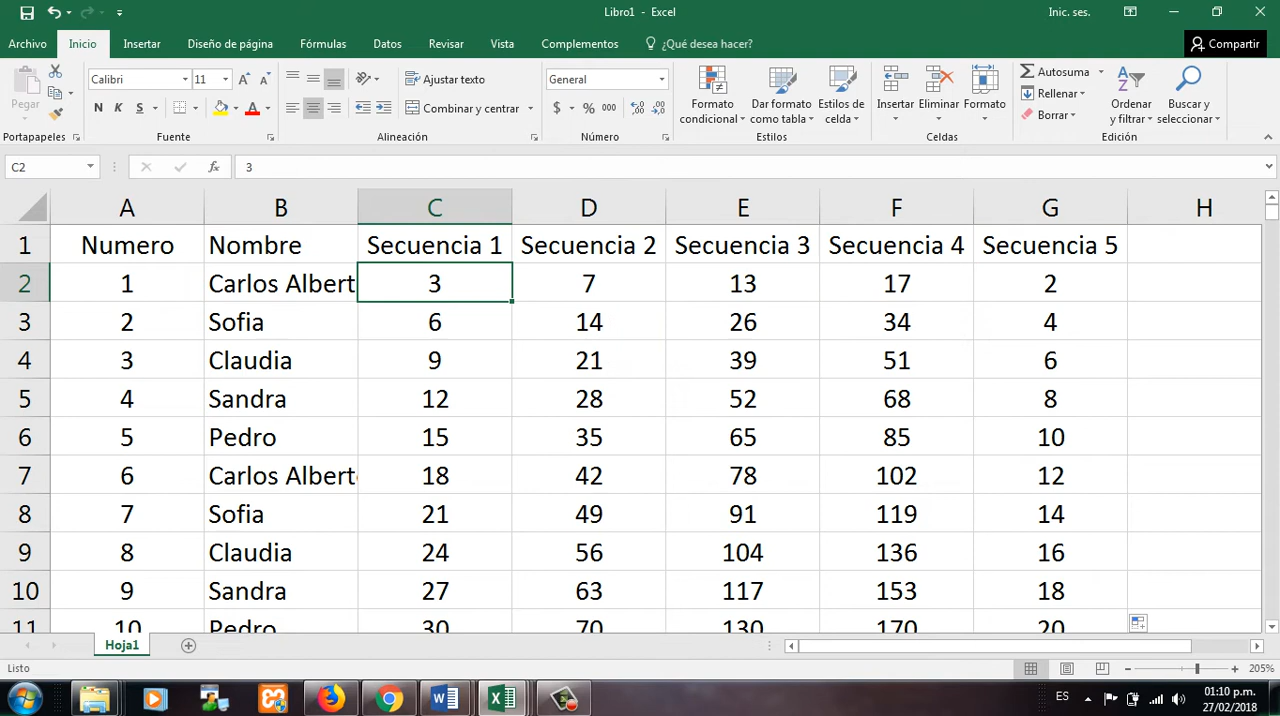 Libro1 - Excel
Inic. ses.
Archivo Inicio Insertar Diseño de página Fórmulas Datos Revisar Vista Complementos ¿Qué desea hacer? Compartir
Pegar
Calibri 11
N K S
A A
Ajustar texto
Combinar y centrar
General
$ % 000
Formato condicional
Dar formato como tabla
Estilos de celda
Insertar
Eliminar
Formato
Autosuma
Rellenar
Borrar
Ordenar y filtrar
Buscar y seleccionar
Portapapeles Fuente Alineación Número Estilos Celdas Edición
C2 fx 3
A B C D E F G H
1 Numero Nombre Secuencia 1 Secuencia 2 Secuencia 3 Secuencia 4 Secuencia 5
2 1 Carlos Albert 3 7 13 17 2
3 2 Sofia 6 14 26 34 4
4 3 Claudia 9 21 39 51 6
5 4 Sandra 12 28 52 68 8
6 5 Pedro 15 35 65 85 10
7 6 Carlos Albert 18 42 78 102 12
8 7 Sofia 21 49 91 119 14
9 8 Claudia 24 56 104 136 16
10 9 Sandra 27 63 117 153 18
11 10 Pedro 30 70 130 170 20
Hoja1
Listo
205%
ES
01:10 p.m.
27/02/2018